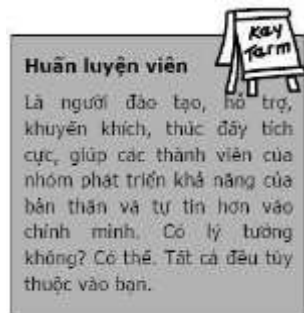 Key
Term
Huấn luyện viên
Là người đào tạo, hỗ trợ,
khuyến khích, thúc đẩy tích
cực, giúp các thành viên của
nhóm phát triển khả năng của
bản thân và tự tin hơn vào
chính mình. Có lý tưởng
không? Có thể. Tất cả đều tùy
thuộc vào bạn.